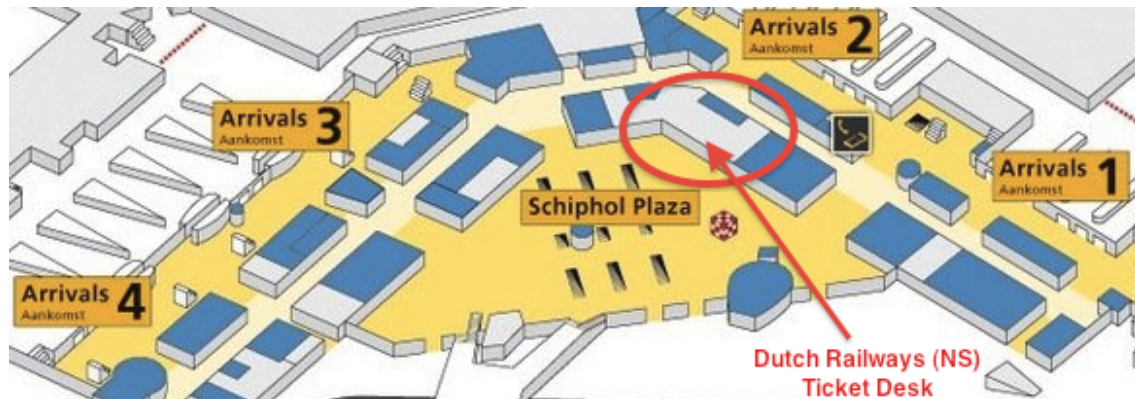 Arrivals 2
Aankomst
Arrivals 3
Aankomst
Arrivals 1
Aankomst
Schiphol Plaza
Arrivals 4
Aankomst
Dutch Railways (NS)
Ticket Desk